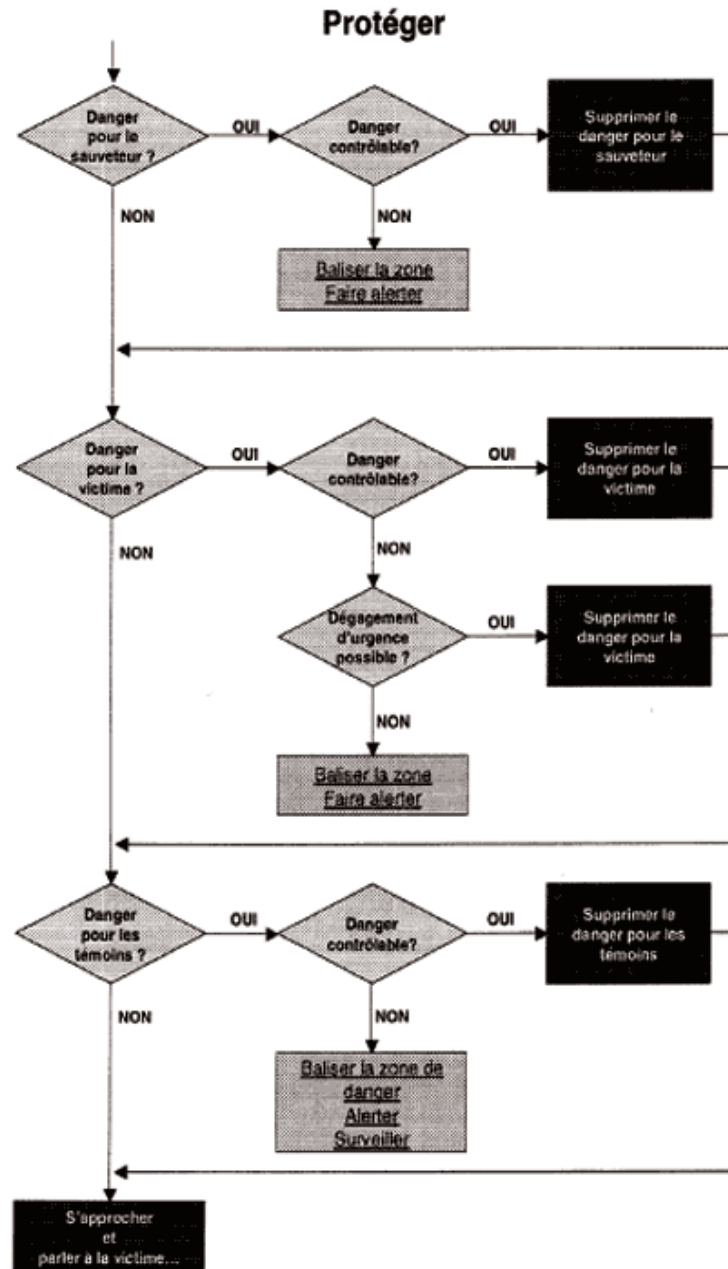 Protéger
Danger
pour le
sauveteur ?
OUI
Danger
contrôlable?
OUI
Supprimer le
danger pour le
sauveteur
NON
NON
Baliser la zone
Faire alerter
Danger
pour la
victime ?
OUI
Danger
contrôlable?
OUI
Supprimer le
danger pour la
victime
NON
NON
Dégagement
d'urgence
possible ?
OUI
Supprimer le
danger pour la
victime
NON
Baliser la zone
Faire alerter
Danger
pour les
témoins ?
OUI
Danger
contrôlable?
OUI
Supprimer le
danger pour les
témoins
NON
NON
Baliser la zone de
danger
Alerter
Surveiller
S'approcher
et
parler à la victime...